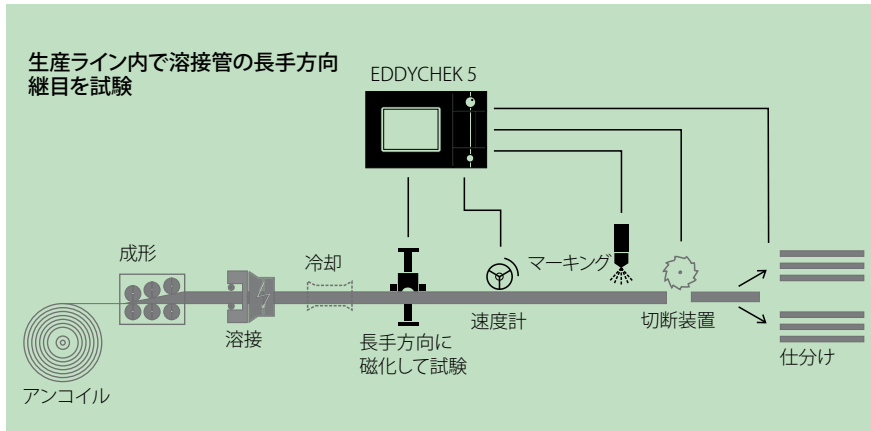 生産ライン内で溶接管の長手方向
継目を試験
EDDYCHEK 5
成形
冷却
マーキング
溶接
長手方向に
磁化して試験
速度計
切断装置
仕分け
アンコイル